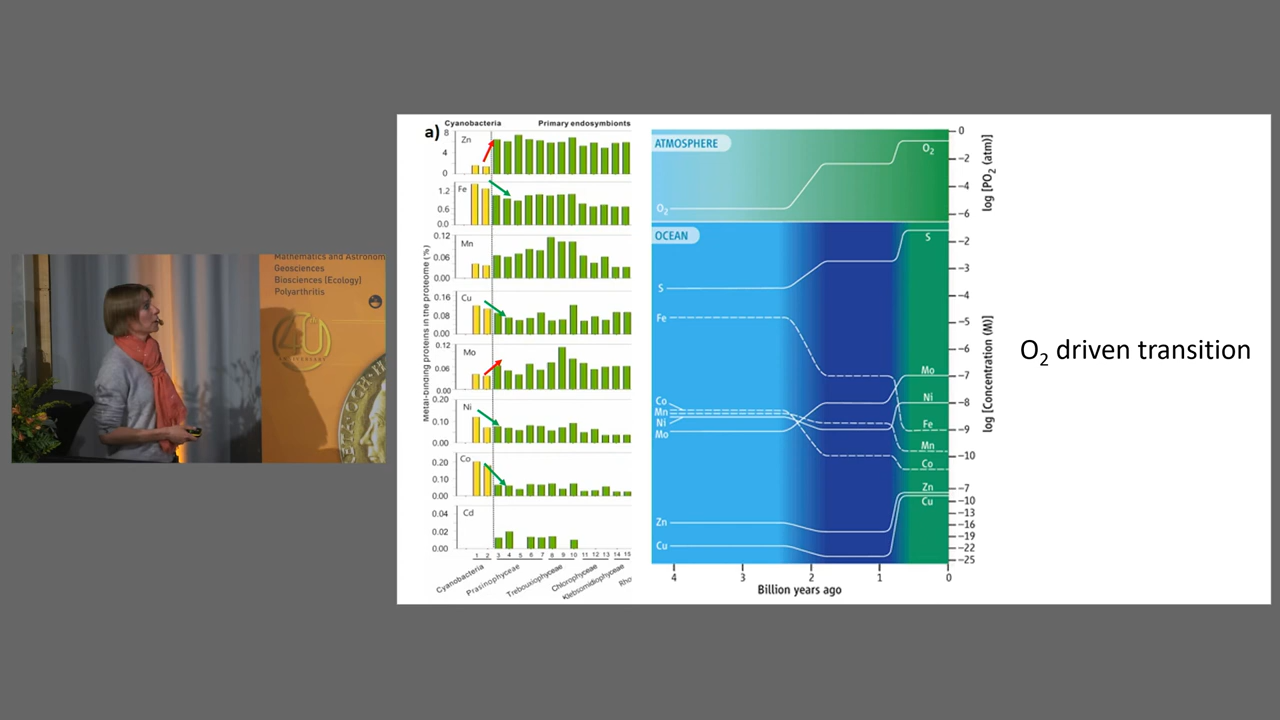 Mathematics and Astronom
Geosciences
Biosciences (Ecology)
Polyarthritis
a)
Cyanobacteria
Primary endosymbionts
Metal-binding proteins in the proteome (%)
Zn
8
4
0
Fe
1.2
0.6
0.0
Mn
0.12
0.06
0.00
Cu
0.16
0.08
0.00
Mo
0.12
0.06
0.00
Ni
0.20
0.10
0.00
Co
0.20
0.10
0.00
Cd
0.04
0.02
0.00
1 2 3 4 5 6 7 8 9 10 11 12 13 14 15
Cyanobacteria
Prasinophyceae
Trebouxiophyceae
Chlorophyceae
Klebsormidiophyceae
Rho
ATMOSPHERE
O2
O2
0
-2
-4
-6
log [PO2 (atm)]
OCEAN
S
Fe
Co
Mn
Ni
Mo
Zn
Cu
S
Mo
Ni
Fe
Mn
Co
Zn
Cu
-2
-3
-4
-5
-6
-7
-8
-9
-10
-7
-10
-13
-16
-19
-22
-25
log [Concentration (M)]
4 3 2 1 0
Billion years ago
O2 driven transition